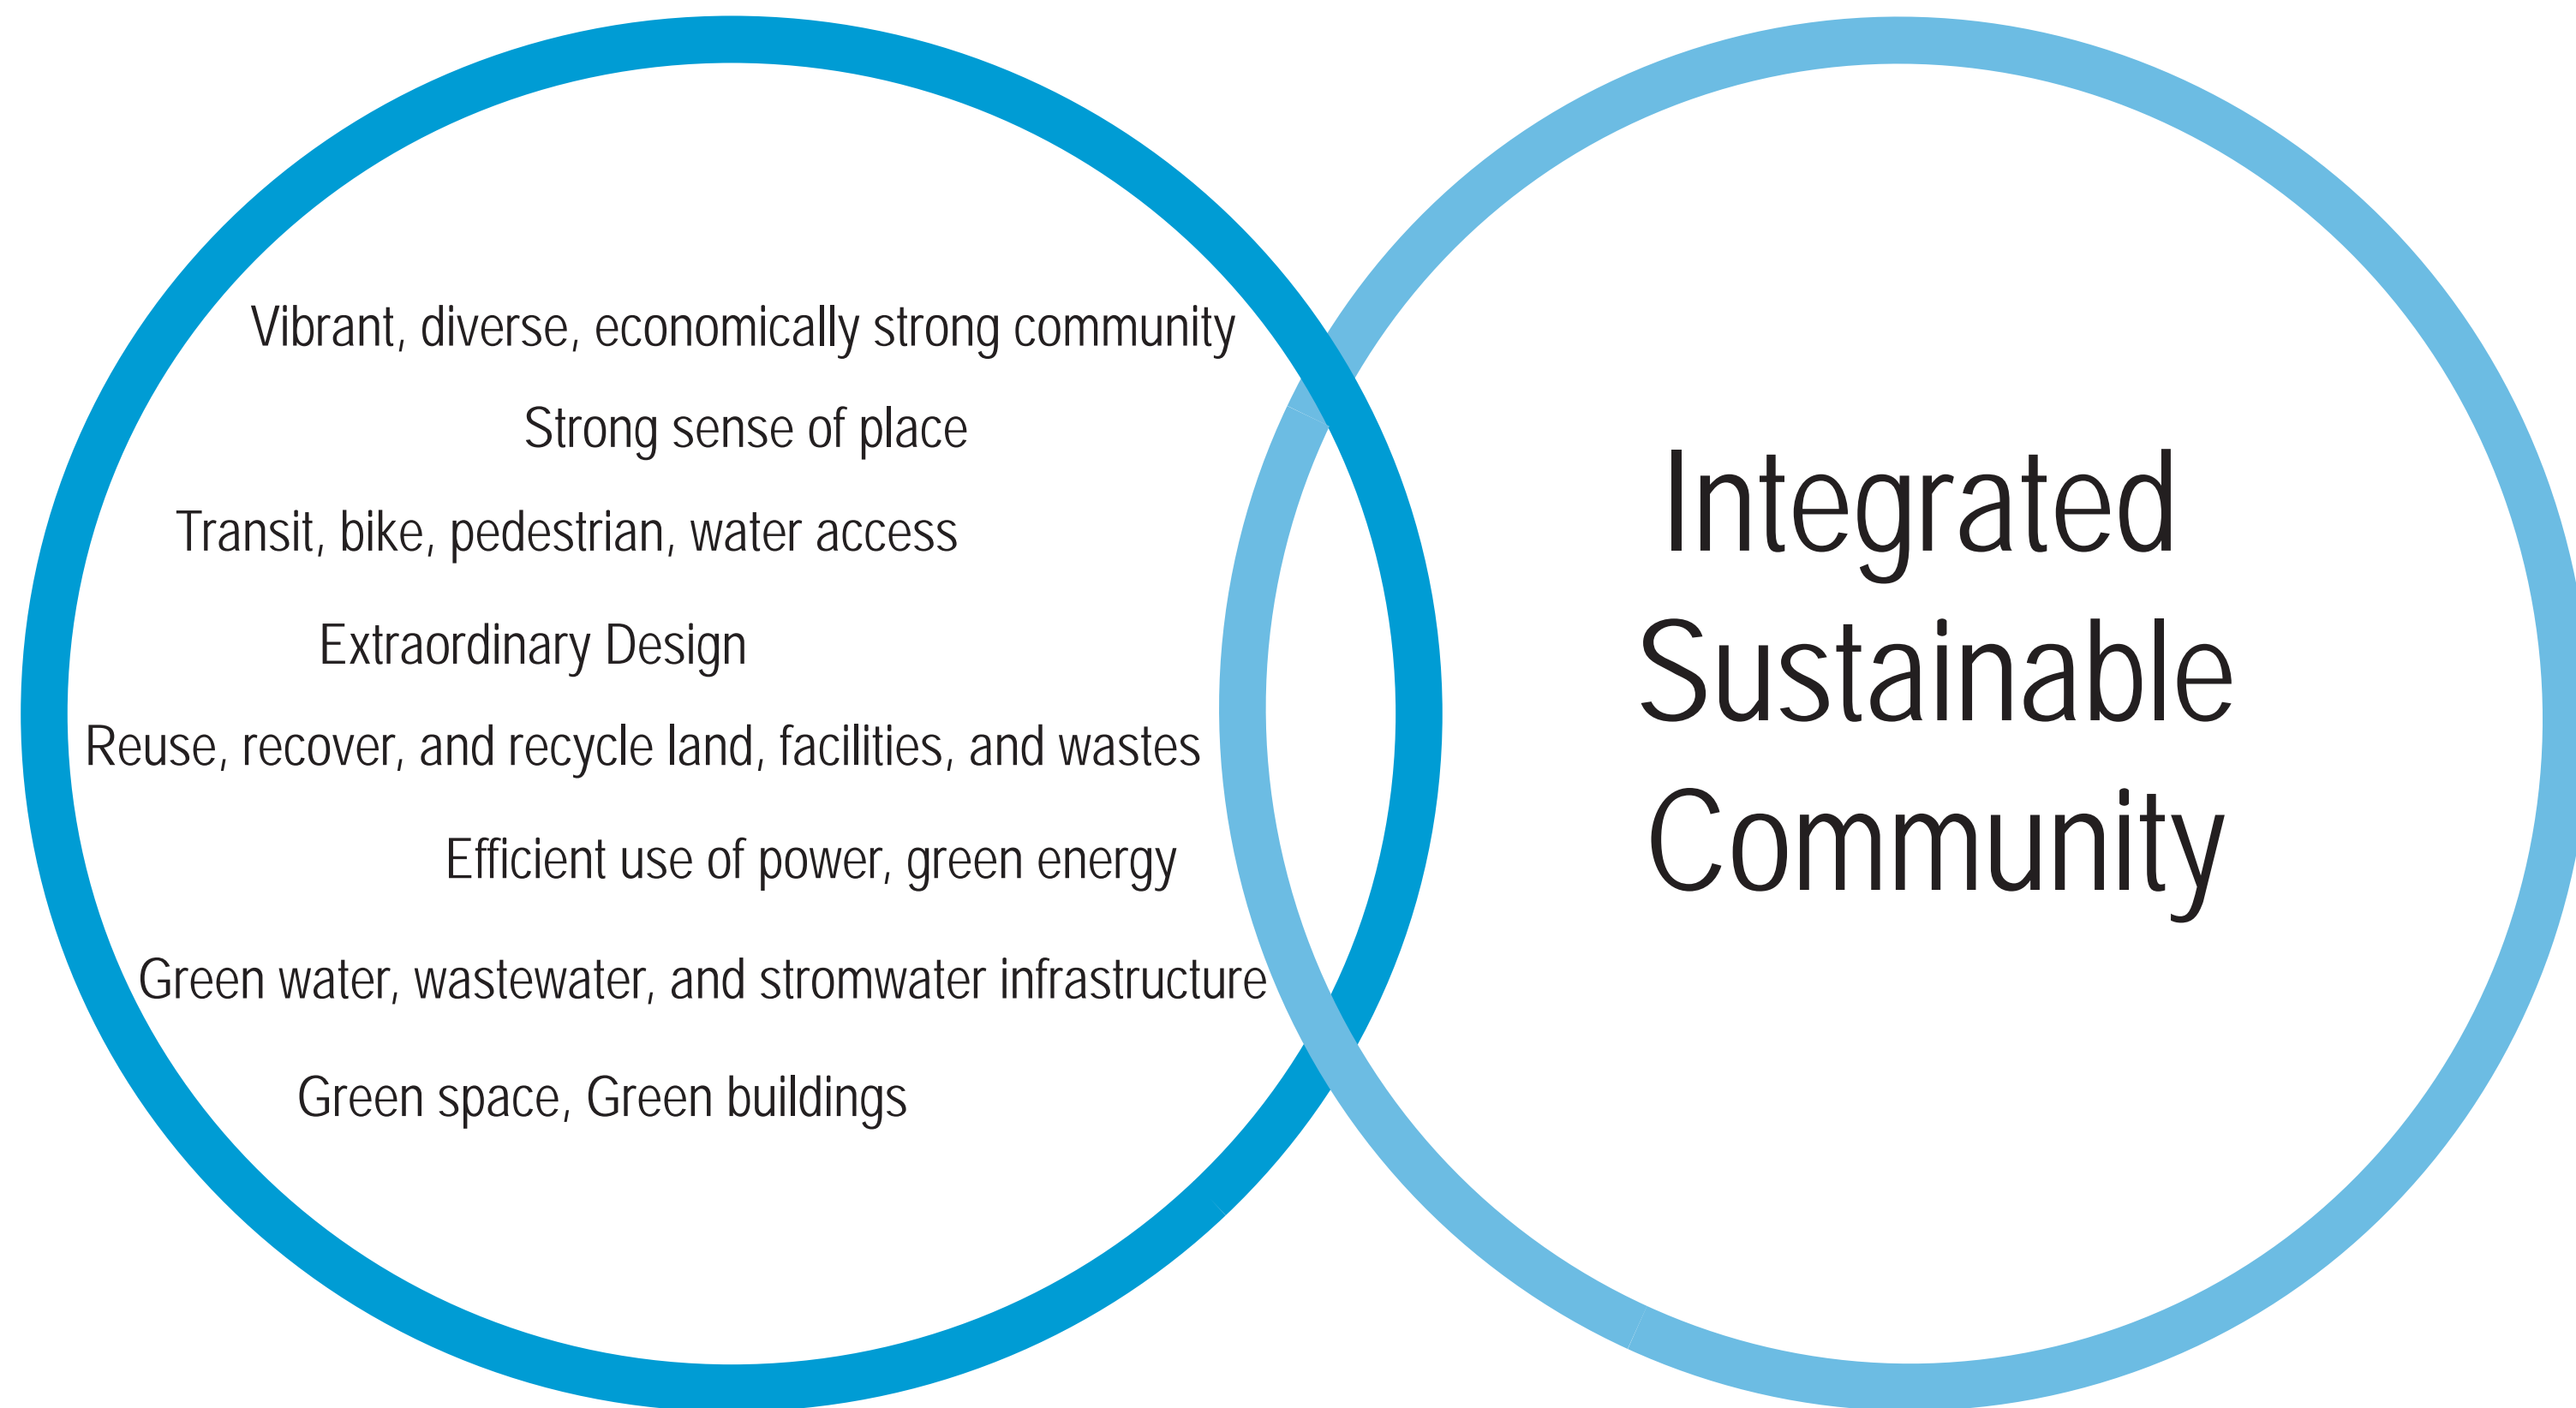 Vibrant, diverse, economically strong community
Strong sense of place
Transit, bike, pedestrian, water access
Extraordinary Design
Reuse, recover, and recycle land, facilities, and wastes
Efficient use of power, green energy
Green water, wastewater, and stromwater infrastructure
Green space, Green buildings
Integrated
Sustainable
Community